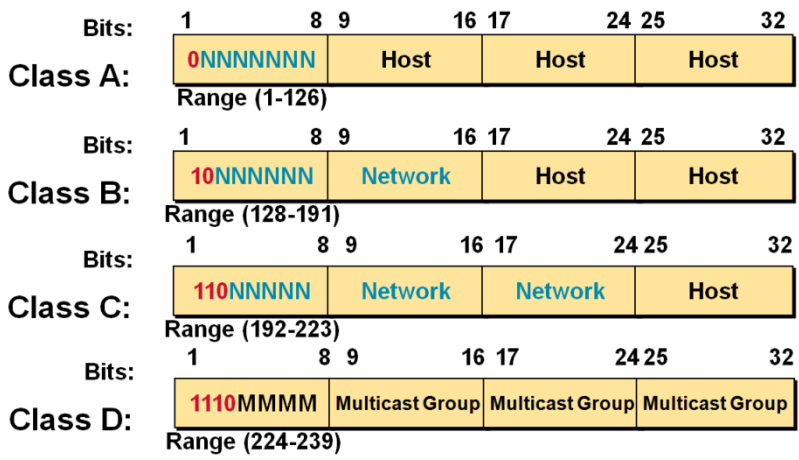 Bits: 1 8 9 16 17 24 25 32
Class A: 0NNNNNNN Host Host Host
Range (1-126)
Bits: 1 8 9 16 17 24 25 32
Class B: 10NNNNNN Network Host Host
Range (128-191)
Bits: 1 8 9 16 17 24 25 32
Class C: 110NNNNN Network Network Host
Range (192-223)
Bits: 1 8 9 16 17 24 25 32
Class D: 1110MMMM Multicast Group Multicast Group Multicast Group
Range (224-239)